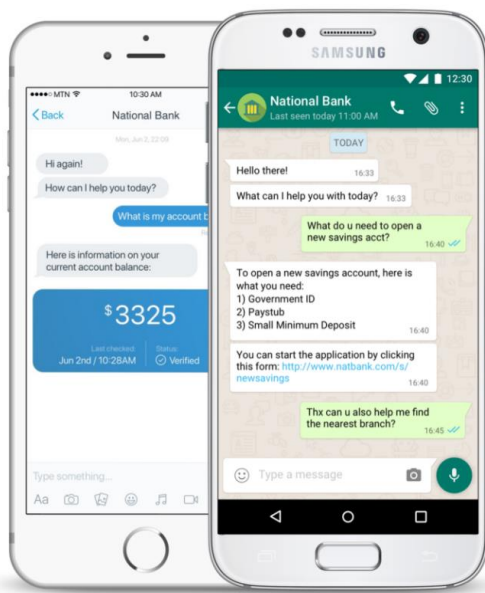 MTN
10:30 AM
Back
National Bank
Mon, Jun 3, 22:09
Hi again!
How can I help you today?
What is my account b
Here is information on your
current account balance:
$3325
Last checked:
Status:
Jun 2nd / 10:28AM
Verified
Type something...
Aa
SAMSUNG
12:30
National Bank
Last seen today 11:00 AM
TODAY
Hello there!
16:33
What can I help you with today?
16:33
What do u need to open a
new savings acct?
16:40
To open a new savings account, here is
what you need:
1) Government ID
2) Paystub
3) Small Minimum Deposit
16:40
You can start the application by clicking
this form: http://www.natbank.com/s/
newsavings
16:40
Thx can u also help me find
the nearest branch?
16:45
Type a message